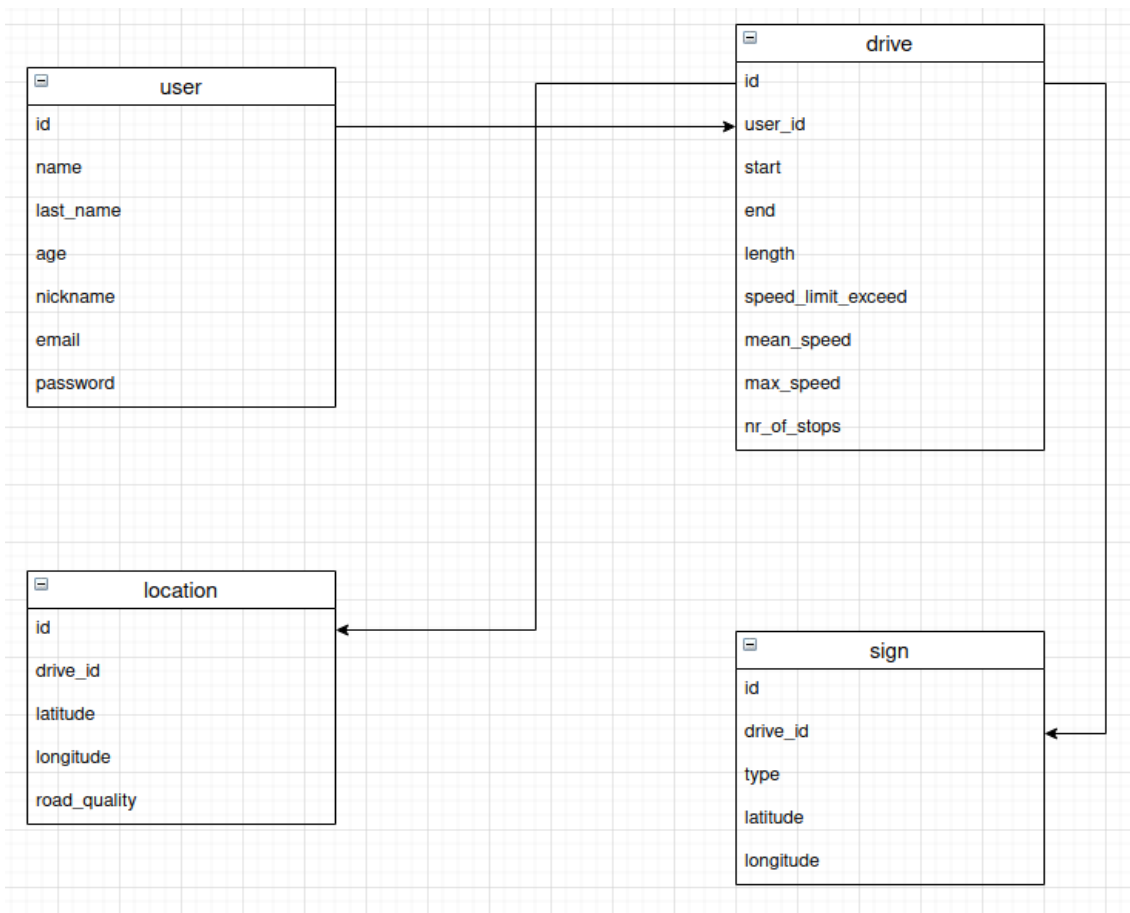 user
id
name
last_name
age
nickname
email
password
drive
id
user_id
start
end
length
speed_limit_exceed
mean_speed
max_speed
nr_of_stops
location
id
drive_id
latitude
longitude
road_quality
sign
id
drive_id
type
latitude
longitude